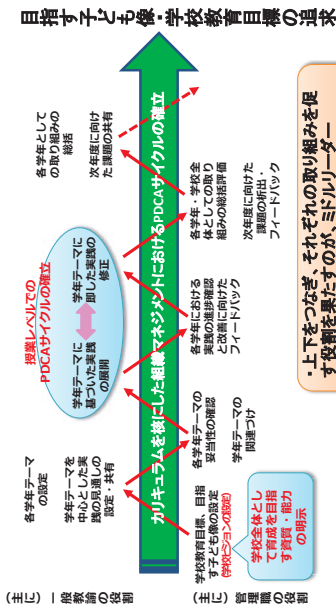 目指す子ども像・学校教育目標の追求
（主に）一般教諭の役割
各学年テーマ
の設定
学年テーマを
中心とした実
践の見通しの
設定・共有
授業レベルでの
PDCAサイクルの確立
学年テーマに
基づいた実践
の展開
学年テーマに
即した実践の
修正
各学年として
の取り組みの
総括
次年度に向け
た課題の共有
カリキュラムを核にした組織マネジメントにおけるPDCAサイクルの確立
（主に）管理職の役割
学校教育目標、目指
す子ども像の設定
(学校ビジョンの設定)
学校全体とし
て育成を目指
す資質・能力
の明示
各学年テーマの
妥当性の確認
学年テーマの
関連づけ
各学年における
実践の進捗確認
と改善に向けた
フィードバック
各学年・学校全
体としての取り
組みの総括評価
次年度に向けた
課題の析出・
フィードバック
・上下をつなぎ、それぞれの取り組みを促
す役割を果たすのが、ミドルリーダー